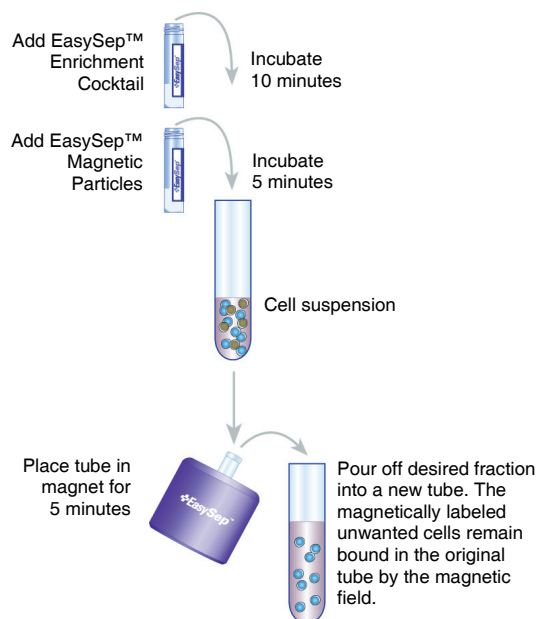 Add EasySep™
Enrichment
Cocktail
Incubate
10 minutes
EasySep
Add EasySep™
Magnetic
Particles
Incubate
5 minutes
EasySep
Cell suspension
Place tube in
magnet for
5 minutes
EasySep™
Pour off desired fraction
into a new tube. The
magnetically labeled
unwanted cells remain
bound in the original
tube by the magnetic
field.